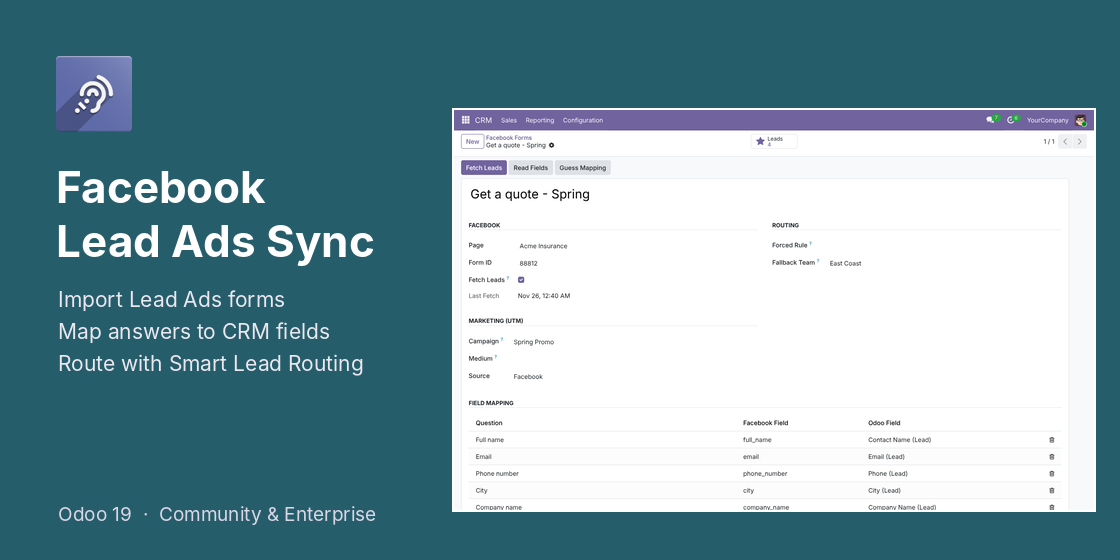 Facebook
Lead Ads Sync
Import Lead Ads forms
Map answers to CRM fields
Route with Smart Lead Routing
Odoo 19 · Community & Enterprise
CRM Sales Reporting Configuration 7 6 YourCompany
New Facebook Forms
Get a quote - Spring
Leads
4
1 / 1
Fetch Leads Read Fields Guess Mapping
Get a quote - Spring
FACEBOOK
Page Acme Insurance
Form ID 88812
Fetch Leads ?
Last Fetch Nov 26, 12:40 AM
ROUTING
Forced Rule ?
Fallback Team ? East Coast
MARKETING (UTM)
Campaign ? Spring Promo
Medium ?
Source Facebook
FIELD MAPPING
Question Facebook Field Odoo Field
Full name full_name Contact Name (Lead)
Email email Email (Lead)
Phone number phone_number Phone (Lead)
City city City (Lead)
Company name company_name Company Name (Lead)